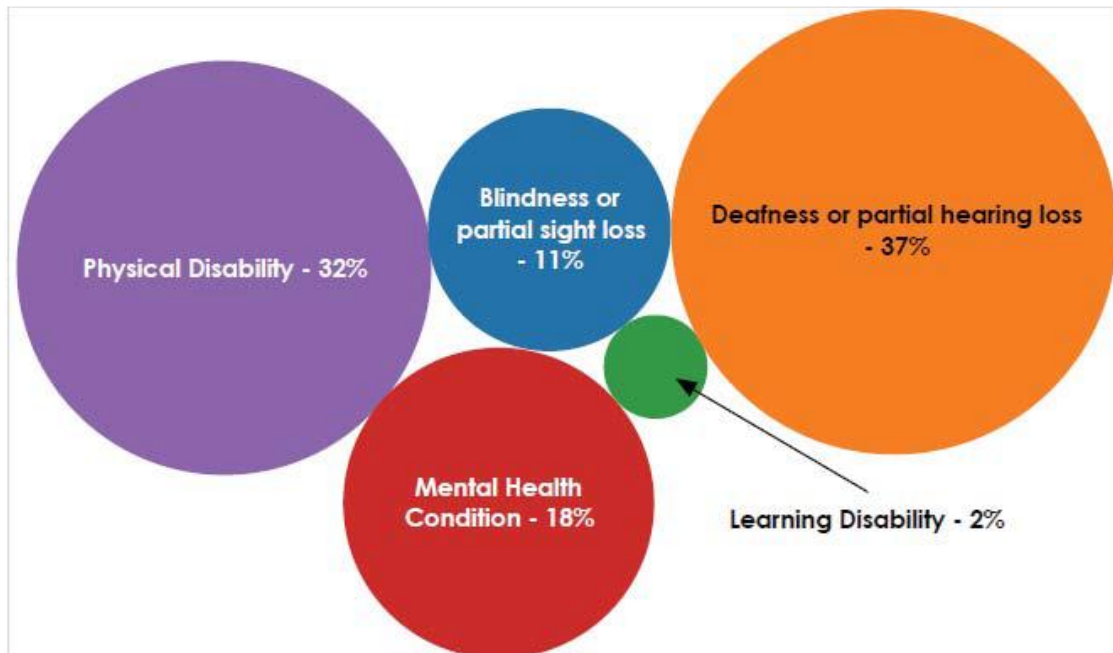 Physical Disability - 32%
Blindness or
partial sight loss
- 11%
Deafness or partial hearing loss
- 37%
Mental Health
Condition - 18%
Learning Disability - 2%